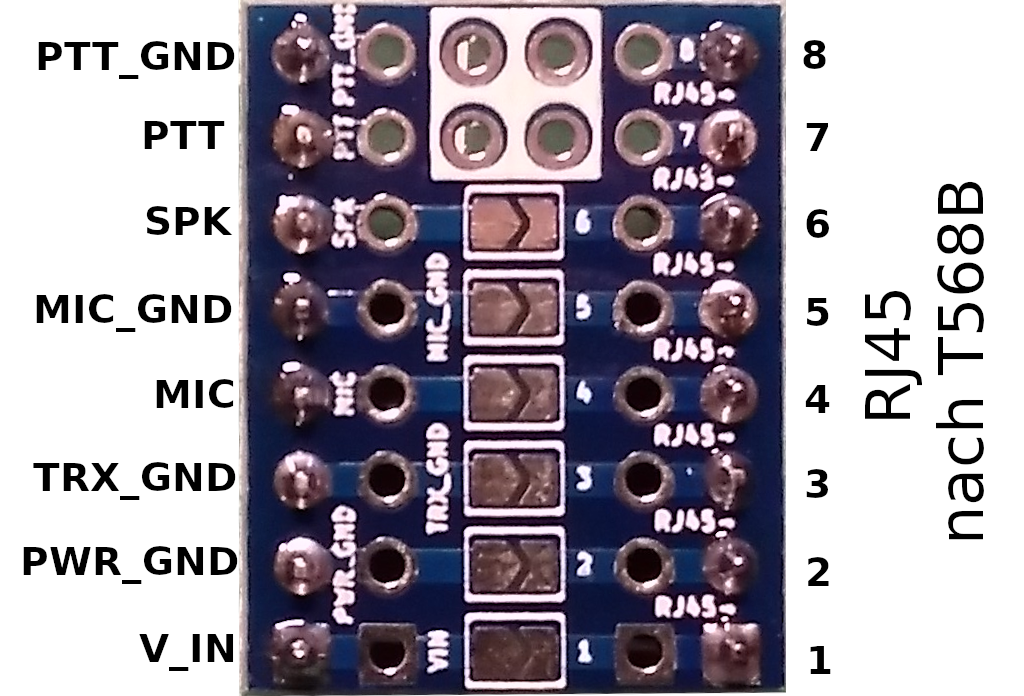 PTT_GND
PTT_GND
8
8
RJ45→
PTT
PTT
7
7
RJ45→
SPK
SPK
6
6
RJ45→
MIC_GND
MIC_GND
5
5
RJ45→
MIC
MIC
4
4
RJ45→
TRX_GND
TRX_GND
3
3
RJ45→
PWR_GND
PWR_GND
2
2
RJ45→
V_IN
VIN
1
1
RJ45
nach T568B